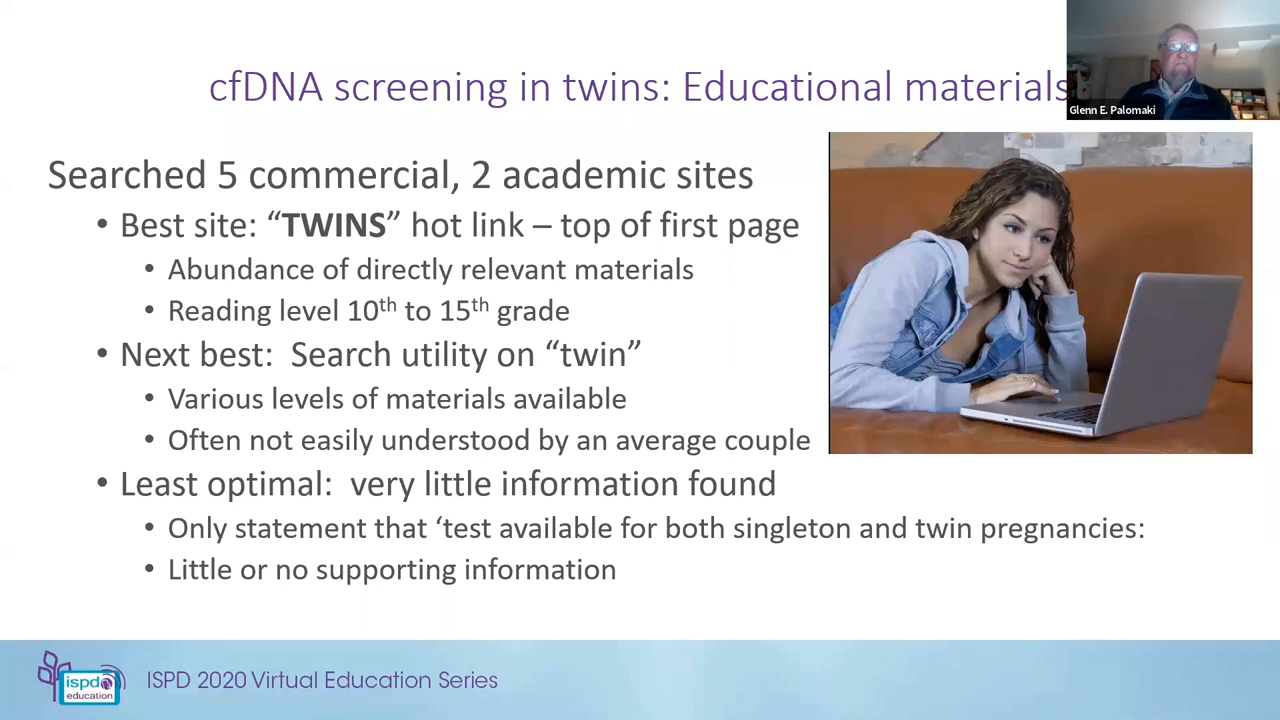 cfDNA screening in twins: Educational materials
Glenn E. Palomaki
Searched 5 commercial, 2 academic sites
• Best site: “TWINS” hot link – top of first page
• Abundance of directly relevant materials
• Reading level 10th to 15th grade
• Next best:  Search utility on “twin”
• Various levels of materials available
• Often not easily understood by an average couple
• Least optimal:  very little information found
• Only statement that ‘test available for both singleton and twin pregnancies:
• Little or no supporting information
ispd
education
ISPD 2020 Virtual Education Series